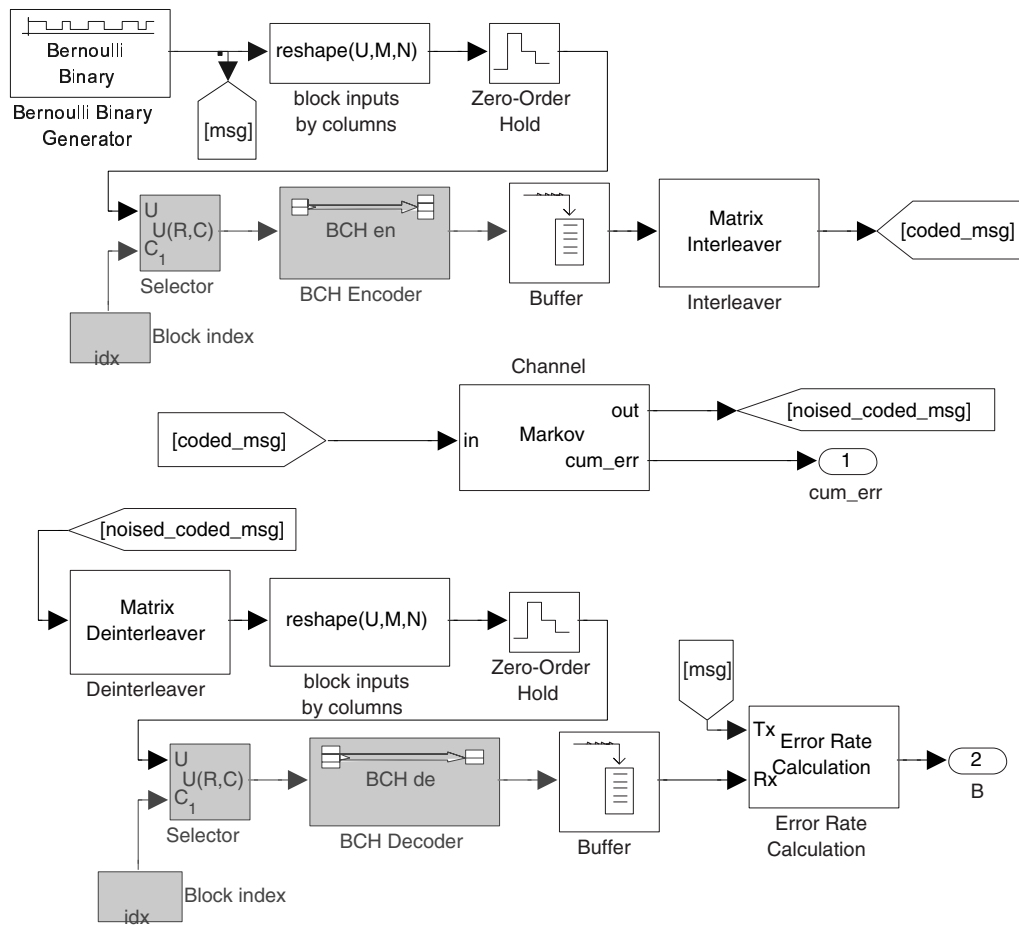 Bernoulli
Binary
Bernoulli Binary
Generator
[msg]
reshape(U,M,N)
block inputs
by columns
Zero-Order
Hold
U
U(R,C)
C1
Selector
idx
Block index
BCH en
BCH Encoder
Buffer
Matrix
Interleaver
Interleaver
[coded_msg]
Channel
[coded_msg]
in
Markov
out
cum_err
[noised_coded_msg]
1
cum_err
[noised_coded_msg]
Matrix
Deinterleaver
Deinterleaver
reshape(U,M,N)
block inputs
by columns
Zero-Order
Hold
U
U(R,C)
C1
Selector
idx
Block index
BCH de
BCH Decoder
Buffer
[msg]
Tx
Rx
Error Rate
Calculation
Error Rate
Calculation
2
B